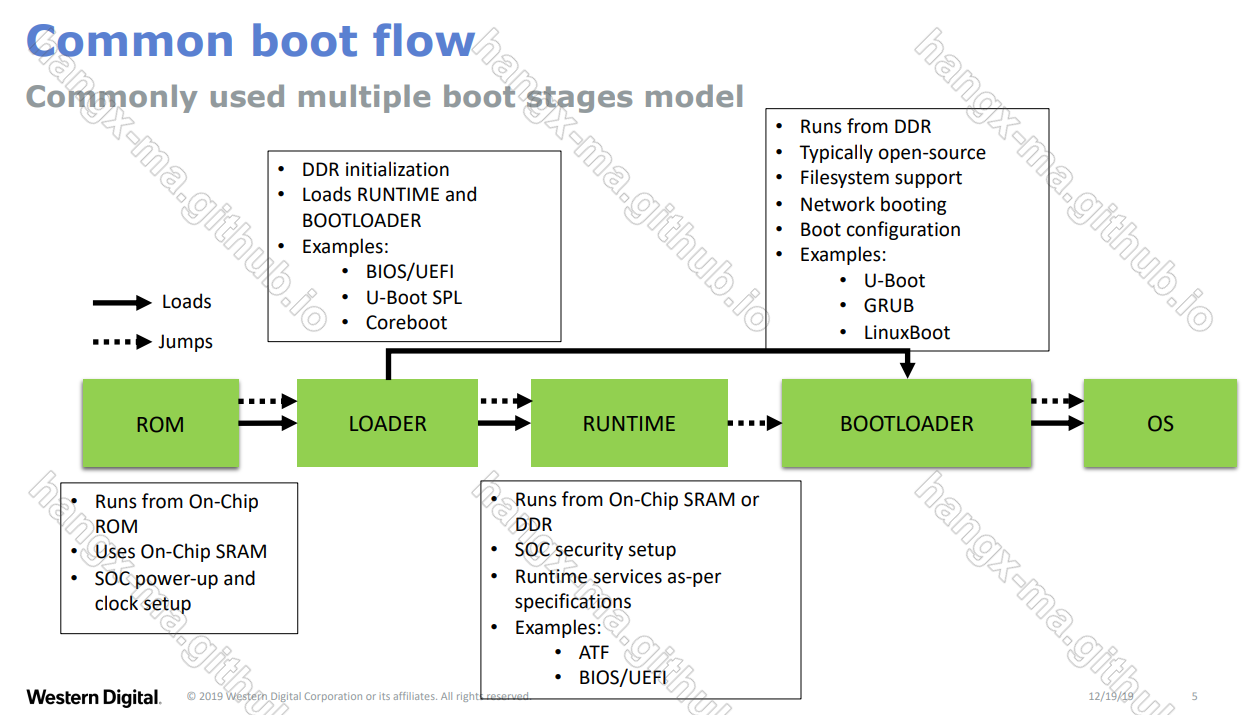 Common boot flow
Commonly used multiple boot stages model
• DDR initialization
• Loads RUNTIME and
BOOTLOADER
• Examples:
• BIOS/UEFI
• U-Boot SPL
• Coreboot
• Runs from DDR
• Typically open-source
• Filesystem support
• Network booting
• Boot configuration
• Examples:
• U-Boot
• GRUB
• LinuxBoot
Loads
Jumps
ROM
LOADER
RUNTIME
BOOTLOADER
OS
• Runs from On-Chip
ROM
• Uses On-Chip SRAM
• SOC power-up and
clock setup
• Runs from On-Chip SRAM or
DDR
• SOC security setup
• Runtime services as-per
specifications
• Examples:
• ATF
• BIOS/UEFI
Western Digital.
© 2019 Western Digital Corporation or its affiliates. All rights reserved.
12/19/19
5
hangx-ma.github.io
hangx-ma.github.io
hangx-ma.github.io
hangx-ma.github
hangx-ma.github
hangx-ma.github